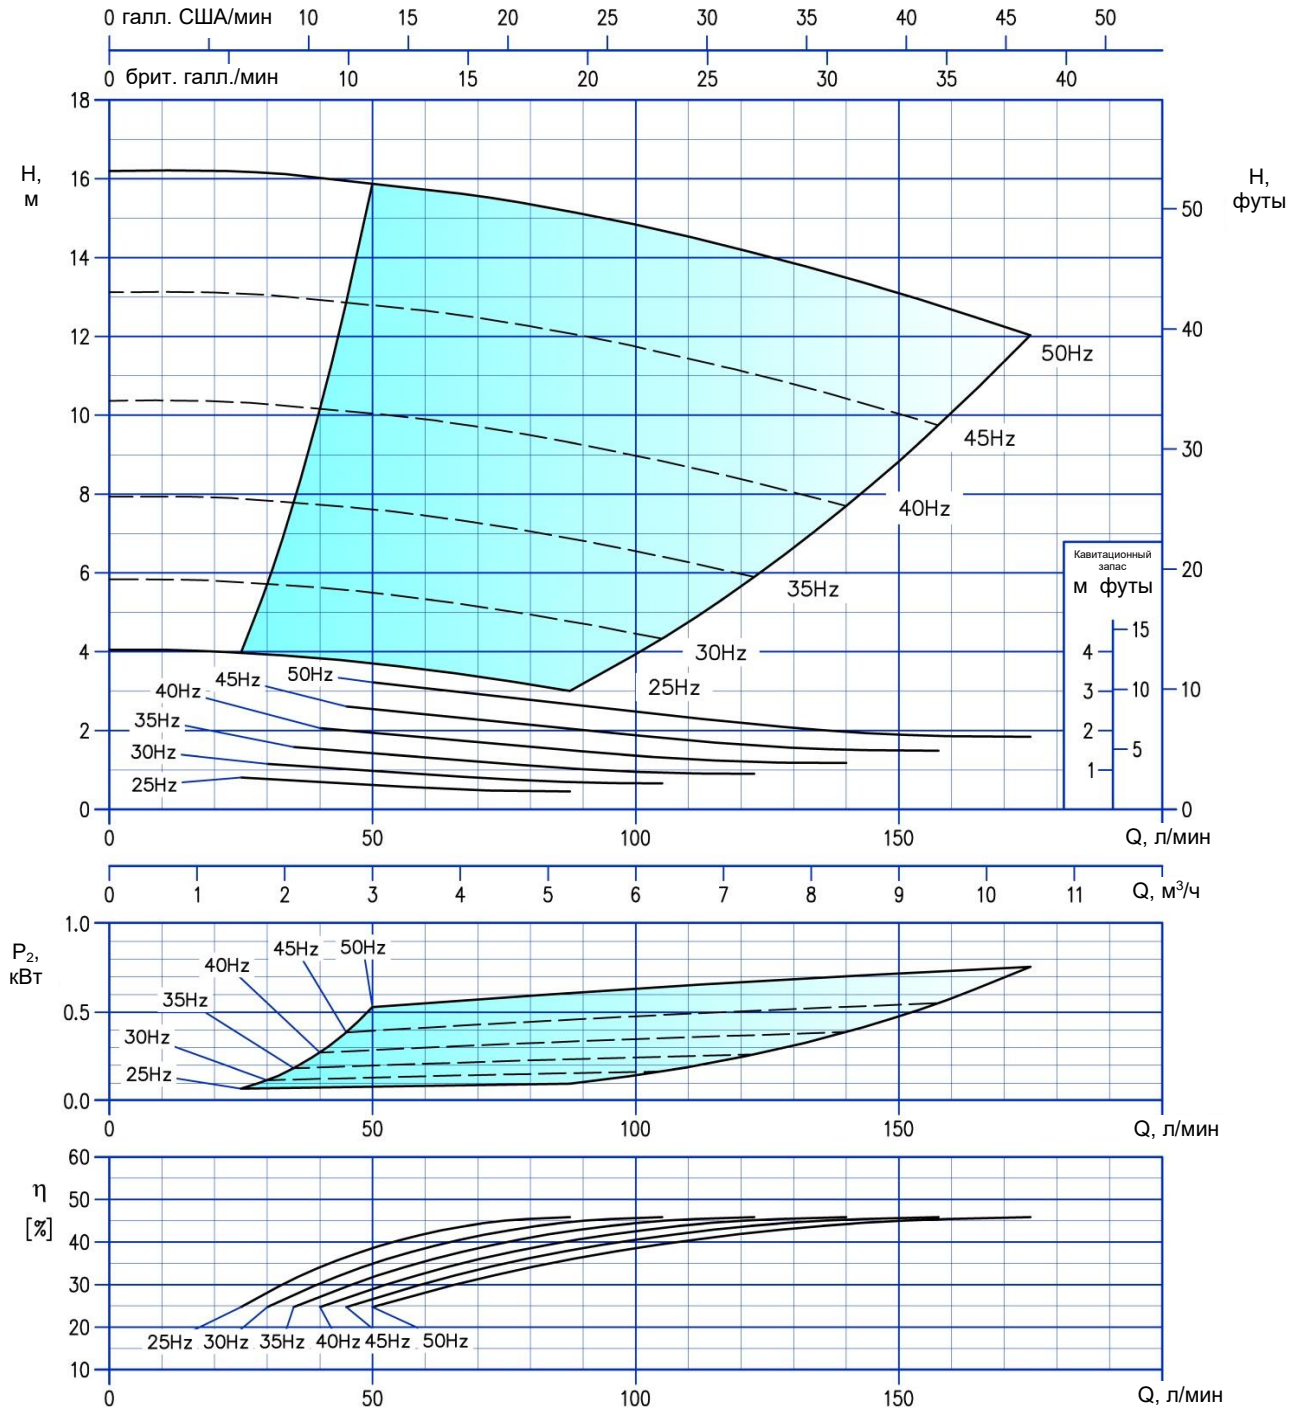 0 галл. США/мин 10 15 20 25 30 35 40 45 50
0 брит. галл./мин 10 15 20 25 30 35 40
18
H,
м
16
14
12
10
8
6
4
2
0
H,
футы
50
40
30
20
10
0
50Hz
45Hz
40Hz
35Hz
30Hz
25Hz
Кавитационный
запас
м футы
15
4
3 10
2
5
1
50Hz
45Hz
40Hz
35Hz
30Hz
25Hz
0 50 100 150 Q, л/мин
0 1 2 3 4 5 6 7 8 9 10 11 Q, м³/ч
1.0
P₂,
кВт
0.5
0.0
50Hz
45Hz
40Hz
35Hz
30Hz
25Hz
0 50 100 150 Q, л/мин
60
η
50
[%]
40
30
20
10
25Hz 30Hz 35Hz 40Hz 45Hz 50Hz
0 50 100 150 Q, л/мин